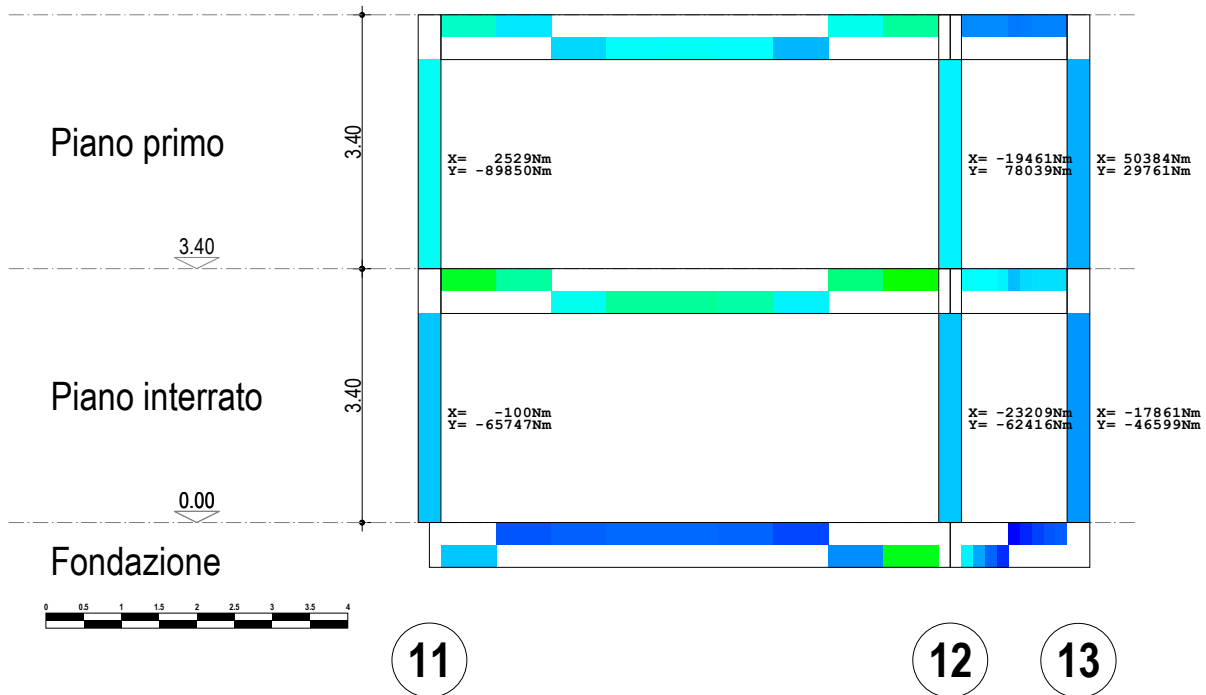 Piano primo
3.40
X=   2529Nm
Y= -89850Nm
X= -19461Nm
Y=  78039Nm
X= 50384Nm
Y= 29761Nm
3.40
Piano interrato
3.40
X=   -100Nm
Y= -65747Nm
X= -23209Nm
Y= -62416Nm
X= -17861Nm
Y= -46599Nm
0.00
Fondazione
0 0.5 1 1.5 2 2.5 3 3.5 4
11 12 13